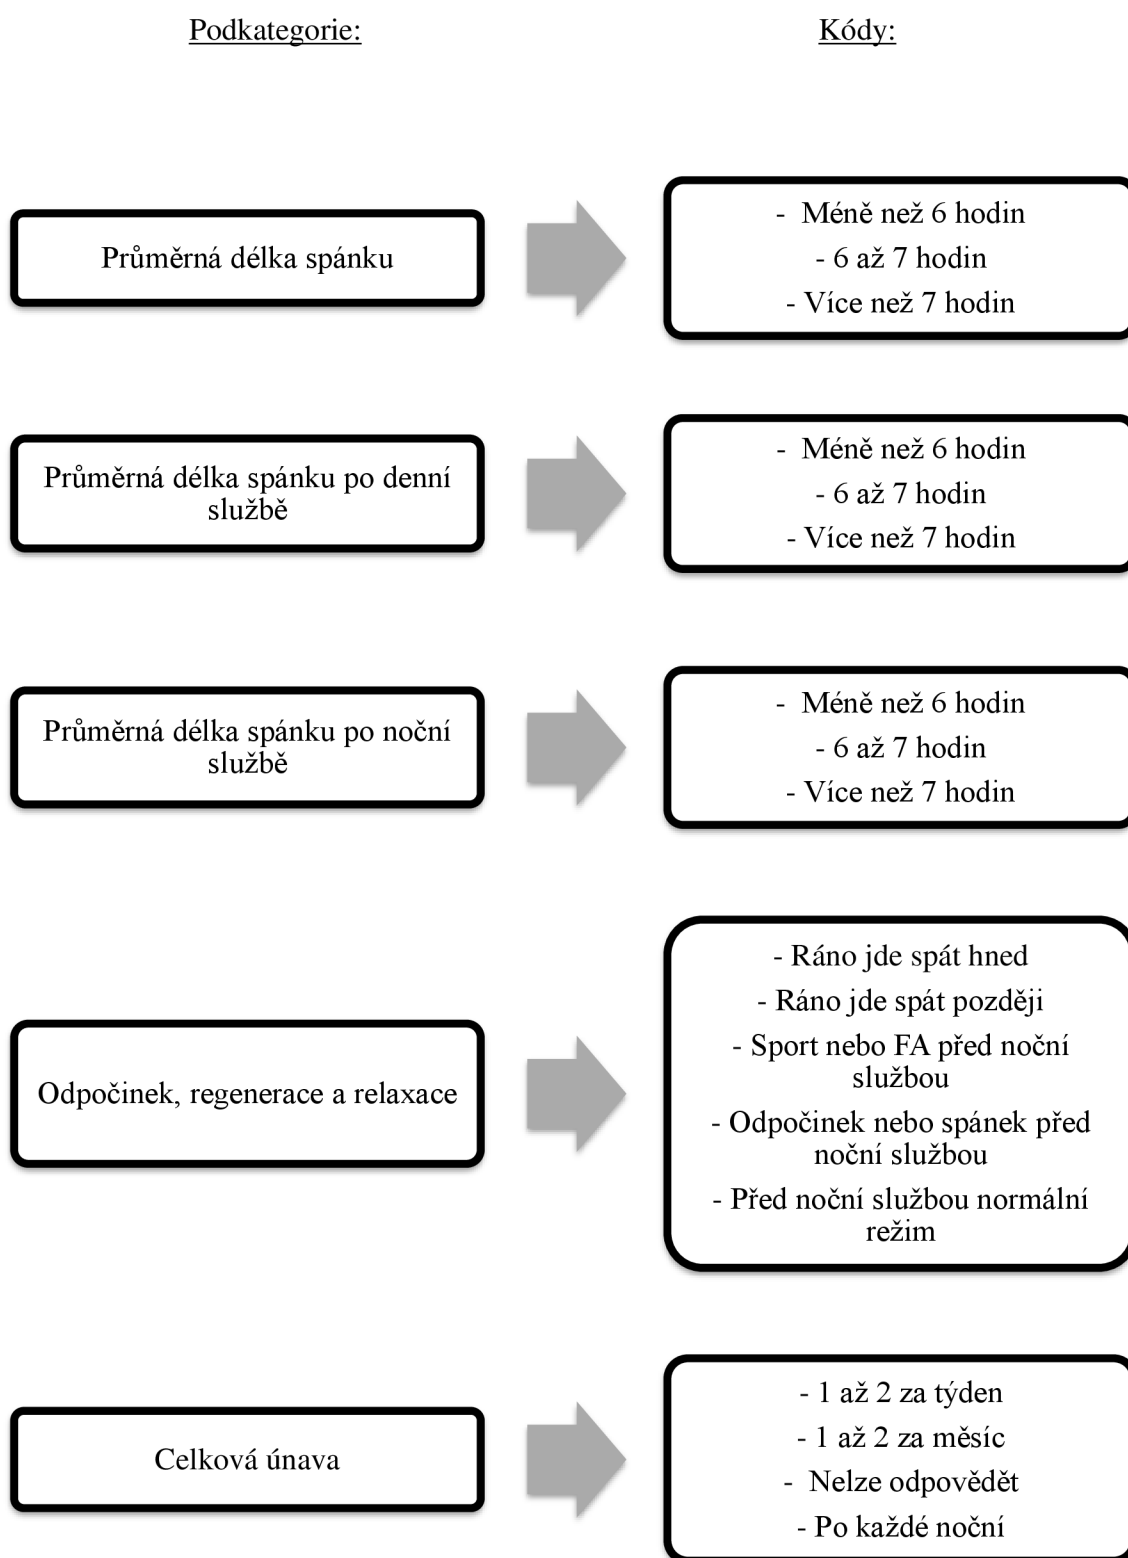 Podkategorie:
Kódy:
Průměrná délka spánku
- Méně než 6 hodin
- 6 až 7 hodin
- Více než 7 hodin
Průměrná délka spánku po denní
službě
- Méně než 6 hodin
- 6 až 7 hodin
- Více než 7 hodin
Průměrná délka spánku po noční
službě
- Méně než 6 hodin
- 6 až 7 hodin
- Více než 7 hodin
Odpočinek, regenerace a relaxace
- Ráno jde spát hned
- Ráno jde spát později
- Sport nebo FA před noční
službou
- Odpočinek nebo spánek před
noční službou
- Před noční službou normální
režim
Celková únava
- 1 až 2 za týden
- 1 až 2 za měsíc
- Nelze odpovědět
- Po každé noční